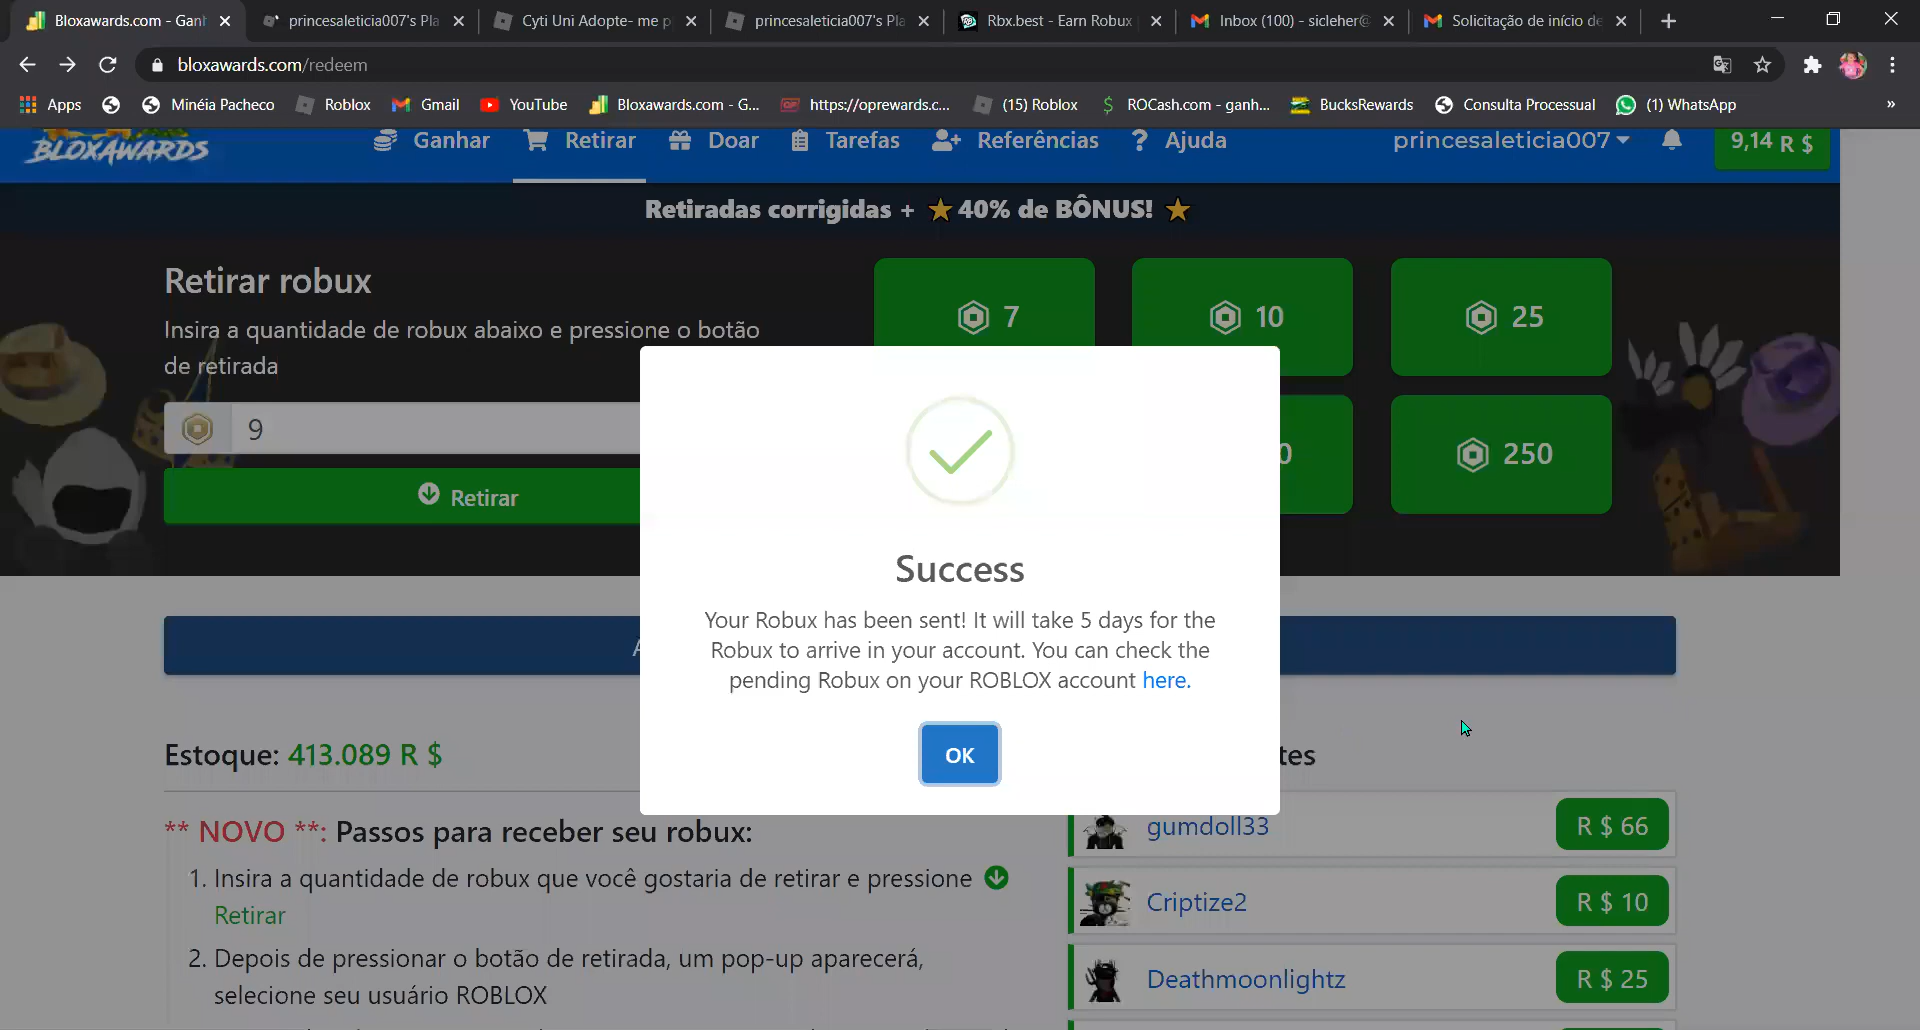 Bloxawards.com - Ganh
princesaleticia007's Pla
Cyti Uni Adopte- me p
princesaleticia007's Pla
Rbx.best - Earn Robux
Inbox (100) - sicleher@
Solicitação de início de
bloxawards.com/redeem
Apps
Minéia Pacheco
Roblox
Gmail
YouTube
Bloxawards.com - G...
https://oprewards.c...
(15) Roblox
ROCash.com - ganh...
BucksRewards
Consulta Processual
(1) WhatsApp
»
BLOXAWARDS
Ganhar
Retirar
Doar
Tarefas
Referências
? Ajuda
princesaleticia007
9,14 R $
Retiradas corrigidas + ⭐ 40% de BÔNUS! ⭐
Retirar robux
Insira a quantidade de robux abaixo e pressione o botão
de retirada
9
Retirar
7
10
25
0
250
Success
Your Robux has been sent! It will take 5 days for the
Robux to arrive in your account. You can check the
pending Robux on your ROBLOX account here.
OK
Estoque: 413.089 R $
tes
** NOVO **: Passos para receber seu robux:
1. Insira a quantidade de robux que você gostaria de retirar e pressione
Retirar
2. Depois de pressionar o botão de retirada, um pop-up aparecerá,
selecione seu usuário ROBLOX
gumdoll33
R $ 66
Criptize2
R $ 10
Deathmoonlightz
R $ 25